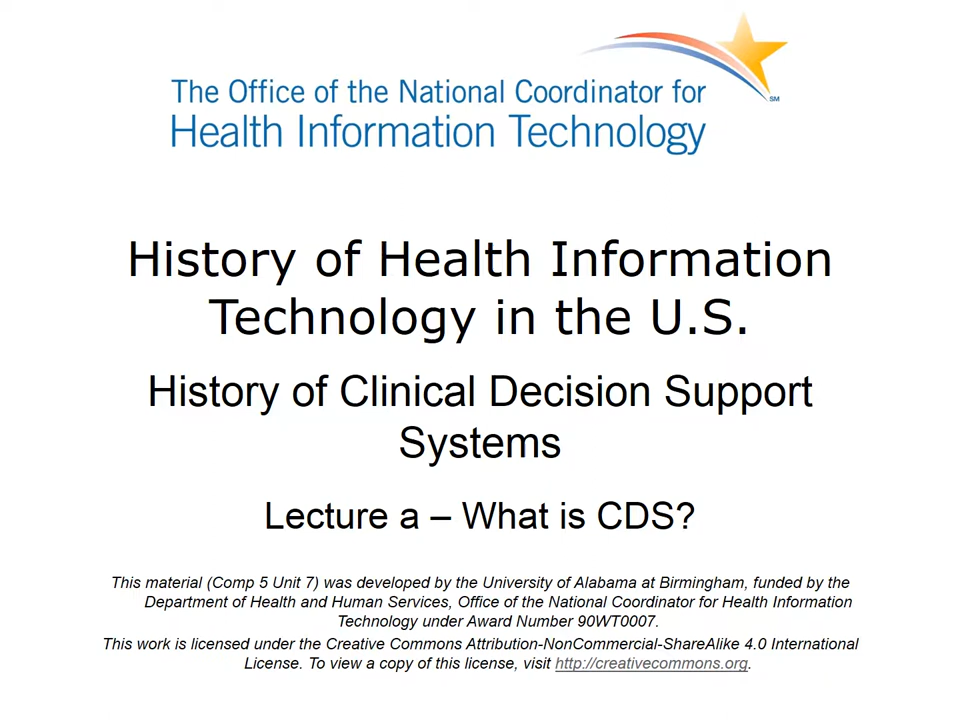 The Office of the National Coordinator for
Health Information Technology
SM
History of Health Information
Technology in the U.S.
History of Clinical Decision Support
Systems
Lecture a – What is CDS?
This material (Comp 5 Unit 7) was developed by the University of Alabama at Birmingham, funded by the
Department of Health and Human Services, Office of the National Coordinator for Health Information
Technology under Award Number 90WT0007.
This work is licensed under the Creative Commons Attribution-NonCommercial-ShareAlike 4.0 International
License. To view a copy of this license, visit http://creativecommons.org.